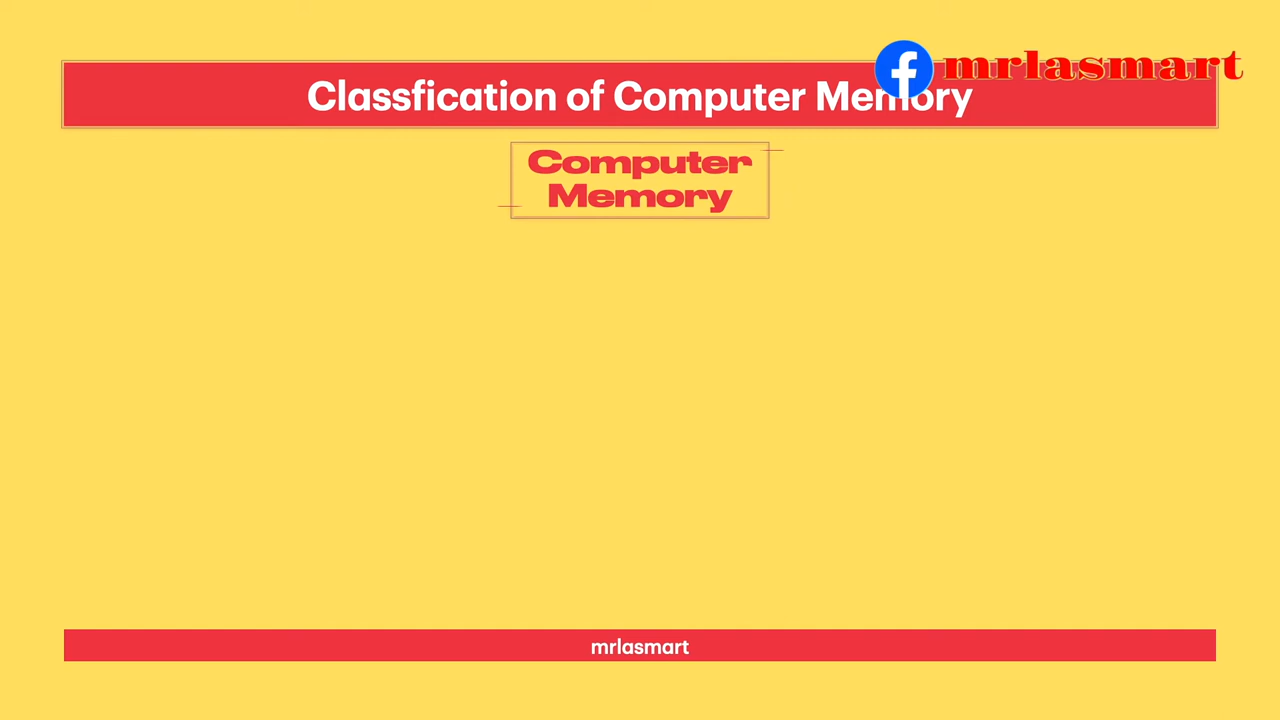 mrlasmart
Classfication of Computer Memory
Computer
Memory
mrlasmart